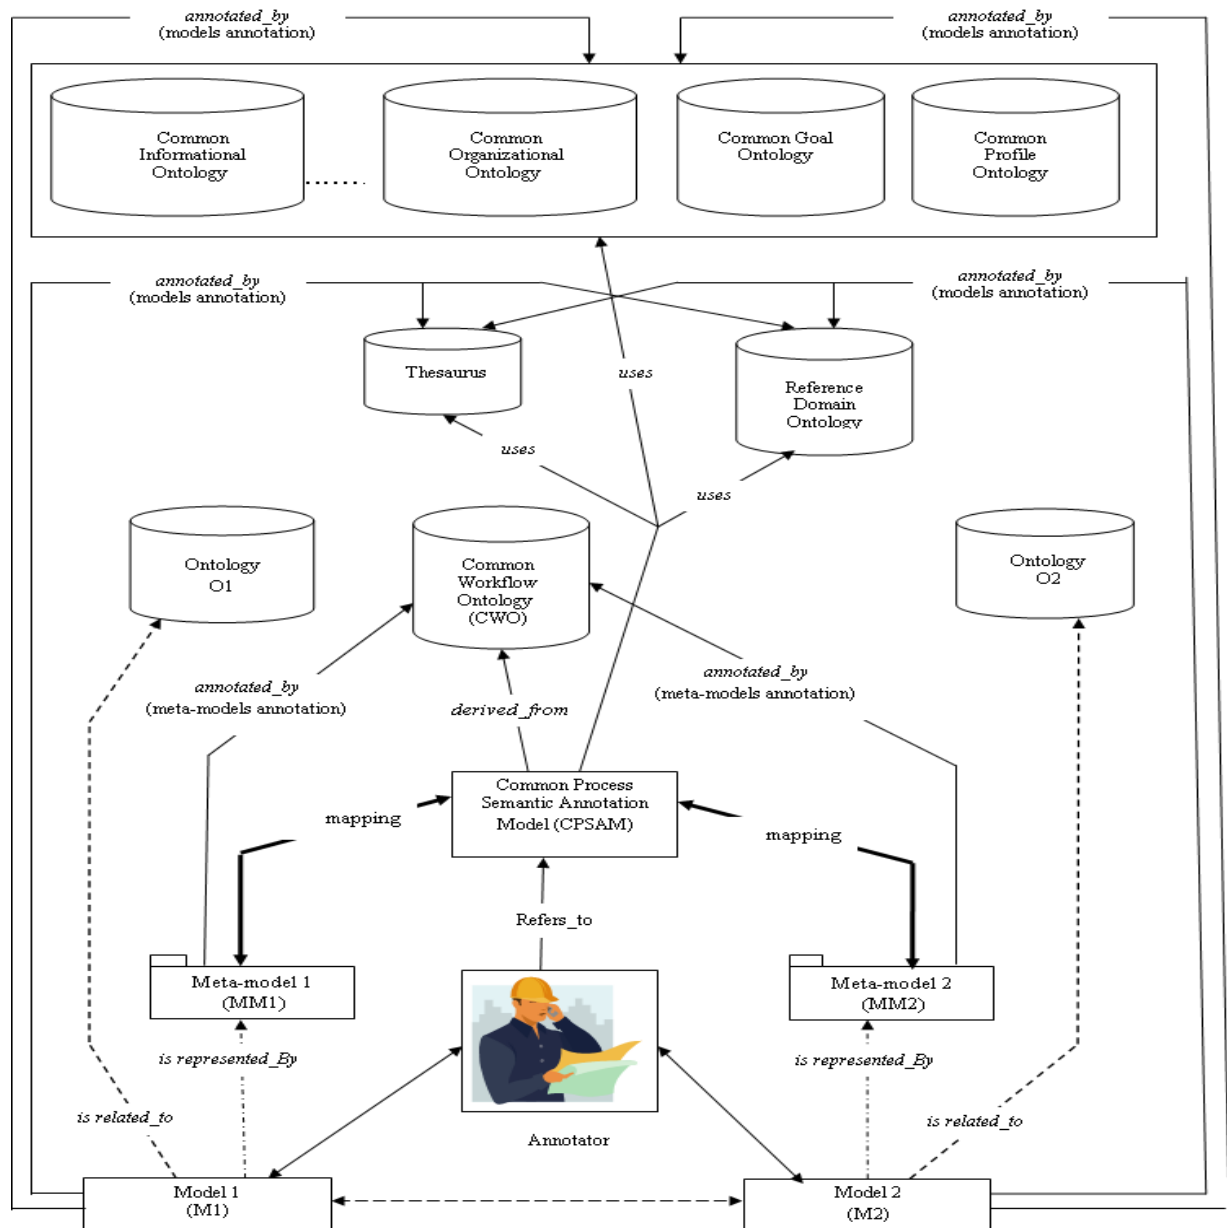 annotated_by
(models annotation)
annotated_by
(models annotation)
Common
Informational
Ontology
Common
Organizational
Ontology
Common Goal
Ontology
Common
Profile
Ontology
annotated_by
(models annotation)
annotated_by
(models annotation)
Thesaurus
uses
Reference
Domain
Ontology
uses
uses
Ontology
O1
Common
Workflow
Ontology
(CWO)
Ontology
O2
annotated_by
(meta-models annotation)
annotated_by
(meta-models annotation)
derived_from
Common Process
Semantic Annotation
Model (CPSAM)
mapping
mapping
Refers_to
Meta-model 1
(MM1)
Meta-model 2
(MM2)
is represented_By
is represented_By
is related_to
is related_to
Annotator
Model 1
(M1)
Model 2
(M2)